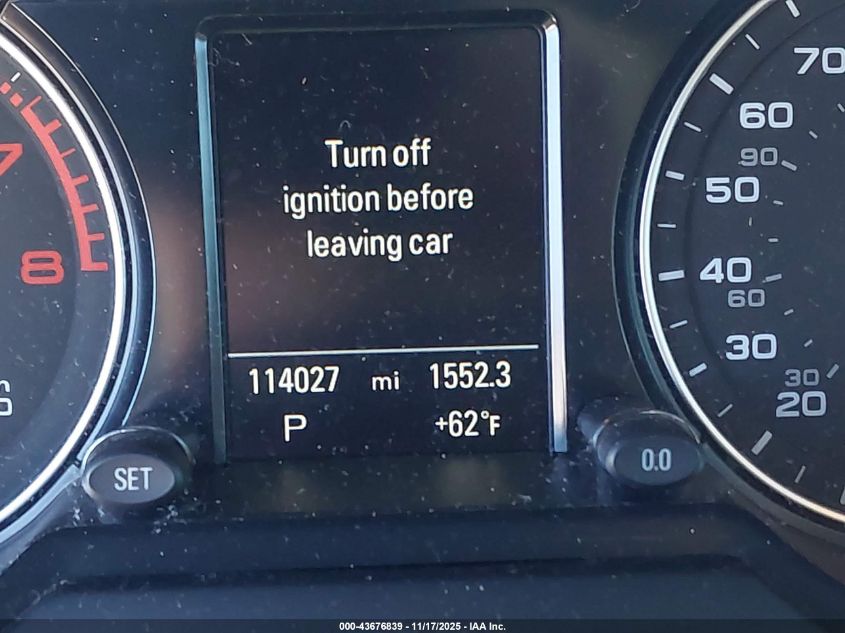 Turn off
ignition before
leaving car
114027 mi 1552.3
P +62°F
SET
0.0
7
8
70
60
90
50
40
60
30
30
20
000-43676839 - 11/17/2025 - IAA Inc.